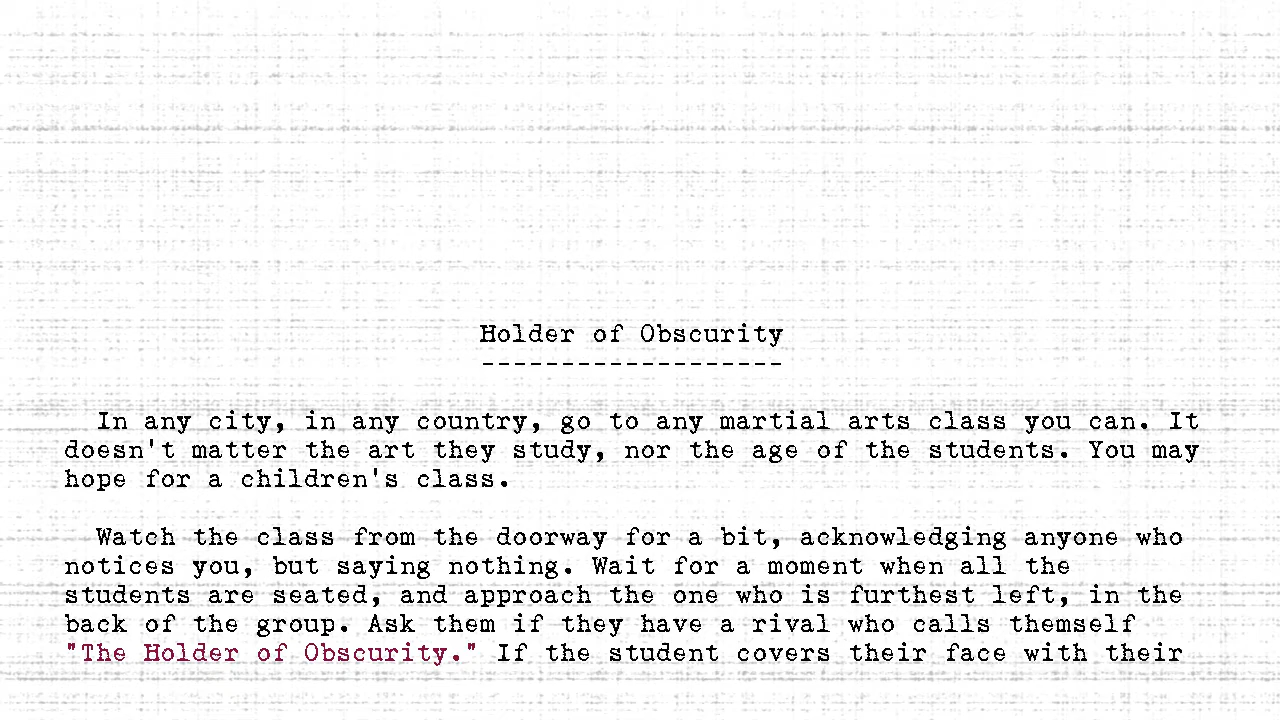 Holder of Obscurity
-------------------
In any city, in any country, go to any martial arts class you can. It
doesn't matter the art they study, nor the age of the students. You may
hope for a children's class.
Watch the class from the doorway for a bit, acknowledging anyone who
notices you, but saying nothing. Wait for a moment when all the
students are seated, and approach the one who is furthest left, in the
back of the group. Ask them if they have a rival who calls themself
"The Holder of Obscurity." If the student covers their face with their